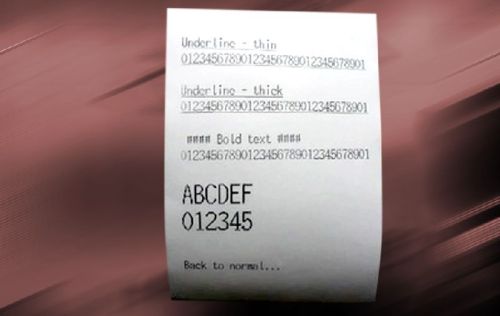 Underline - thin
01234567890123456789012345678901
Underline - thick
01234567890123456789012345678901
#### Bold text ####
01234567890123456789012345678901
ABCDEF
012345
Back to normal...